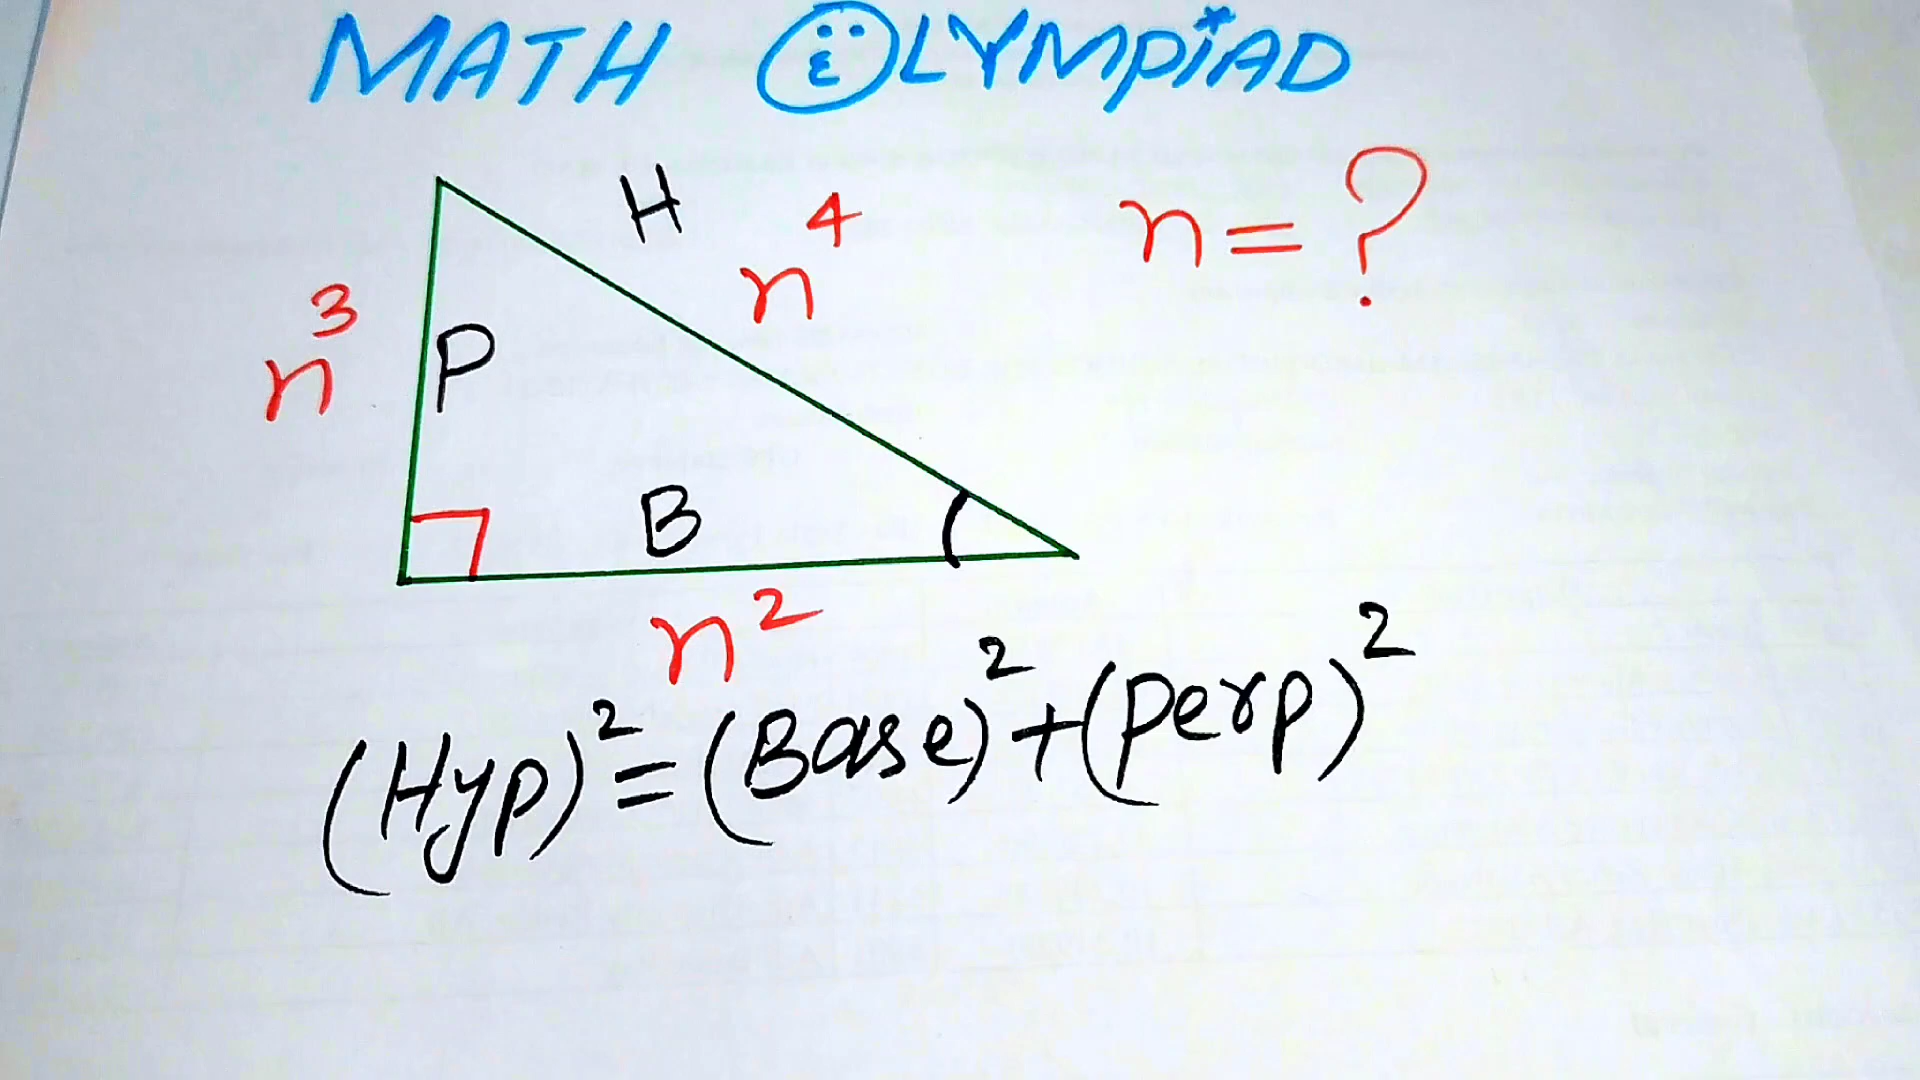 MATH OLYMPIAD
H
n⁴
n = ?
n³
P
B
n²
(Hyp)² = (Base)² + (perp)²